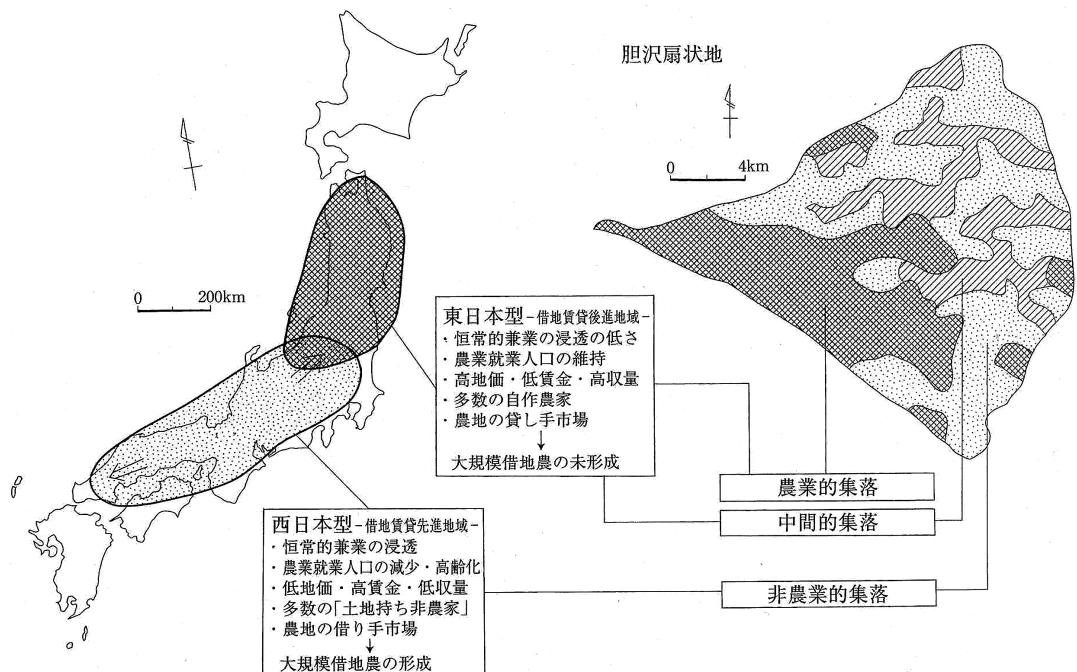 胆沢扇状地
0 4km
0 200km
東日本型-借地賃貸後進地域-
・恒常的兼業の浸透の低さ
・農業就業人口の維持
・高地価・低賃金・高収量
・多数の自作農家
・農地の貸し手市場
↓
大規模借地農の未形成
農業的集落
中間的集落
非農業的集落
西日本型-借地賃貸先進地域-
・恒常的兼業の浸透
・農業就業人口の減少・高齢化
・低地価・高賃金・低収量
・多数の「土地持ち非農家」
・農地の借り手市場
↓
大規模借地農の形成